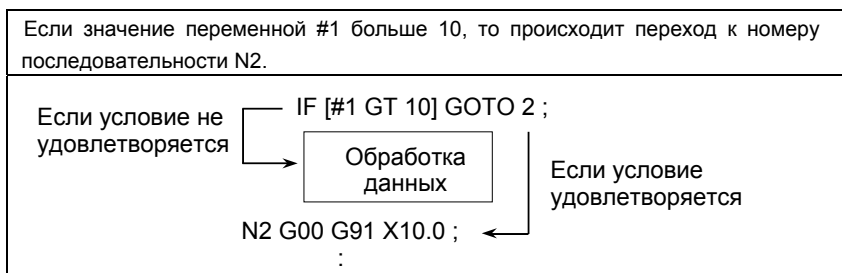 Если значение переменной #1 больше 10, то происходит переход к номеру
последовательности N2.
Если условие не
удовлетворяется
IF [#1 GT 10] GOTO 2 ;
Обработка
данных
Если условие
удовлетворяется
N2 G00 G91 X10.0 ;
: